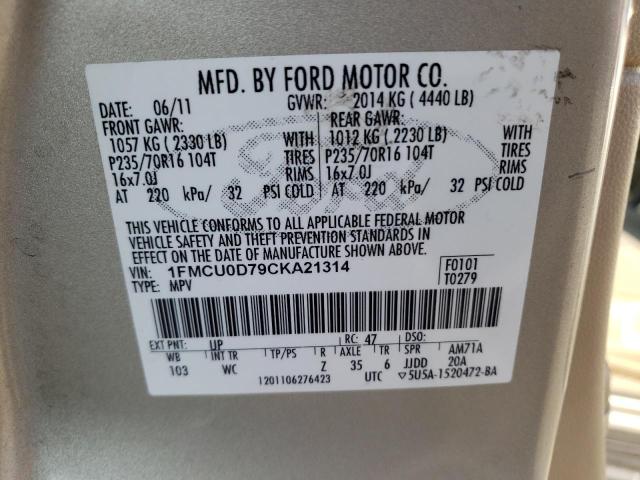 MFD. BY FORD MOTOR CO.
DATE: 06/11 GVWR: 2014 KG ( 4440 LB)
FRONT GAWR: REAR GAWR:
1057 KG ( 2330 LB) WITH 1012 KG ( 2230 LB) WITH
P235/70R16 104T TIRES P235/70R16 104T TIRES
16x7.0J RIMS 16x7.0J RIMS
AT 220 kPa/ 32 PSI COLD AT 220 kPa/ 32 PSI COLD
THIS VEHICLE CONFORMS TO ALL APPLICABLE FEDERAL MOTOR
VEHICLE SAFETY AND THEFT PREVENTION STANDARDS IN
EFFECT ON THE DATE OF MANUFACTURE SHOWN ABOVE.
VIN: 1FMCU0D79CKA21314 F0101
TYPE: MPV T0279
EXT PNT: UP RC: 47 DSO:
WB INT TR TP/PS R AXLE TR SPR AM71A
103 WC Z 35 6 JJDD 20A
1201106276423 UTC ▽5U5A-1520472-BA
Ford